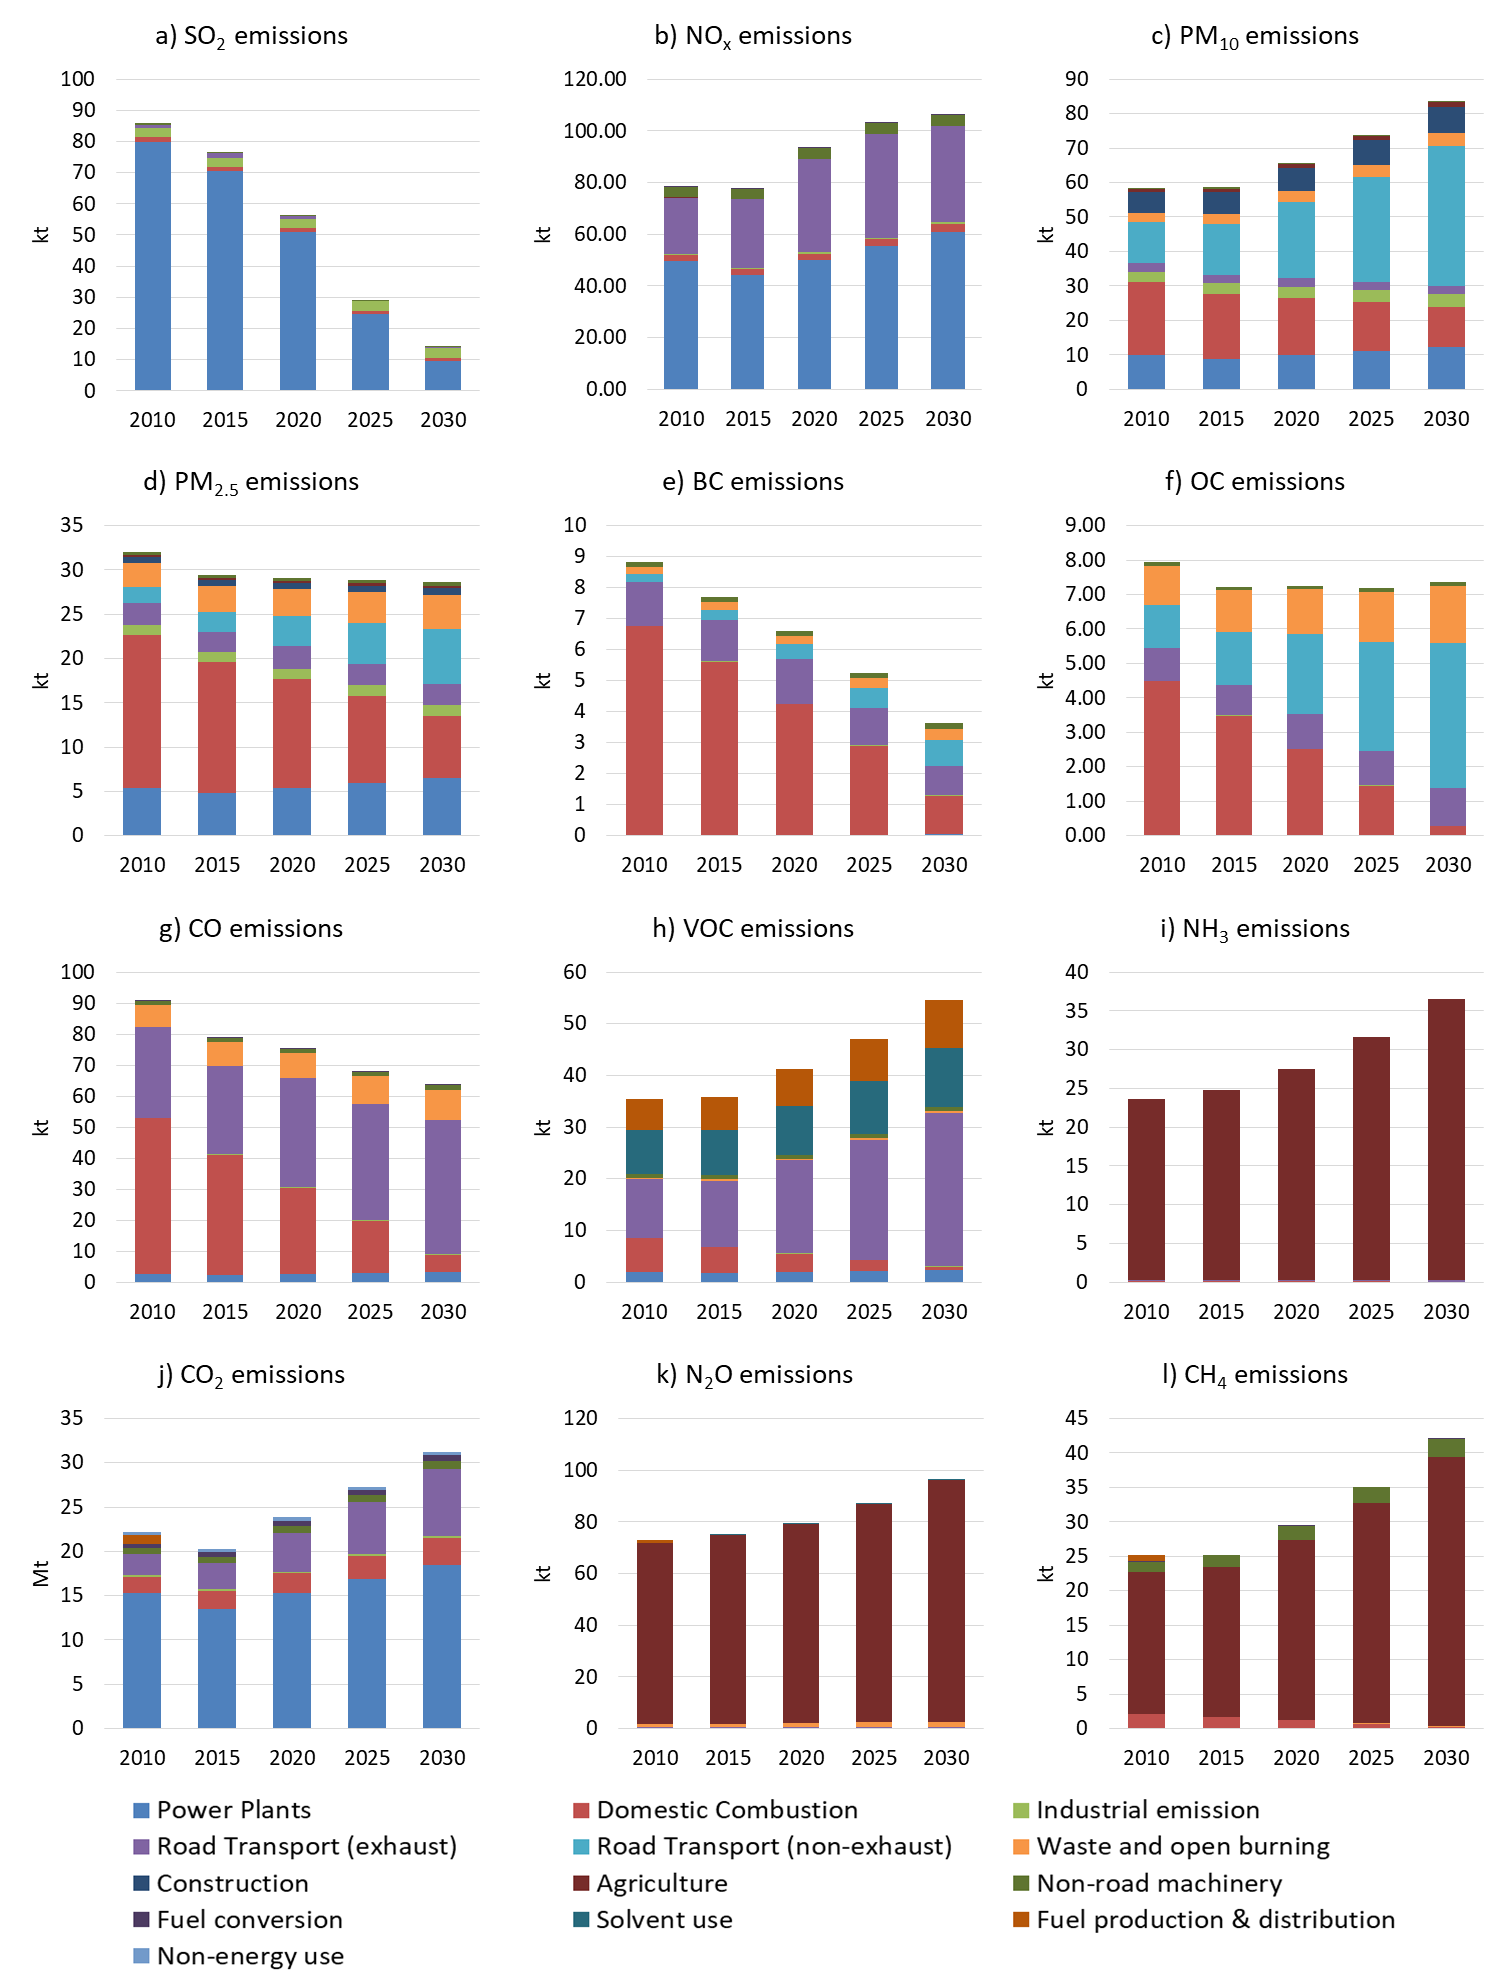 a) SO2 emissions
100
90
80
70
60
50
40
30
20
10
0
kt
2010 2015 2020 2025 2030
b) NOx emissions
120.00
100.00
80.00
60.00
40.00
20.00
0.00
kt
2010 2015 2020 2025 2030
c) PM10 emissions
90
80
70
60
50
40
30
20
10
0
kt
2010 2015 2020 2025 2030
d) PM2.5 emissions
35
30
25
20
15
10
5
0
kt
2010 2015 2020 2025 2030
e) BC emissions
10
9
8
7
6
5
4
3
2
1
0
kt
2010 2015 2020 2025 2030
f) OC emissions
9.00
8.00
7.00
6.00
5.00
4.00
3.00
2.00
1.00
0.00
kt
2010 2015 2020 2025 2030
g) CO emissions
100
90
80
70
60
50
40
30
20
10
0
kt
2010 2015 2020 2025 2030
h) VOC emissions
60
50
40
30
20
10
0
kt
2010 2015 2020 2025 2030
i) NH3 emissions
40
35
30
25
20
15
10
5
0
kt
2010 2015 2020 2025 2030
j) CO2 emissions
35
30
25
20
15
10
5
0
Mt
2010 2015 2020 2025 2030
k) N2O emissions
120
100
80
60
40
20
0
kt
2010 2015 2020 2025 2030
l) CH4 emissions
45
40
35
30
25
20
15
10
5
0
kt
2010 2015 2020 2025 2030
Power Plants Domestic Combustion Industrial emission
Road Transport (exhaust) Road Transport (non-exhaust) Waste and open burning
Construction Agriculture Non-road machinery
Fuel conversion Solvent use Fuel production & distribution
Non-energy use